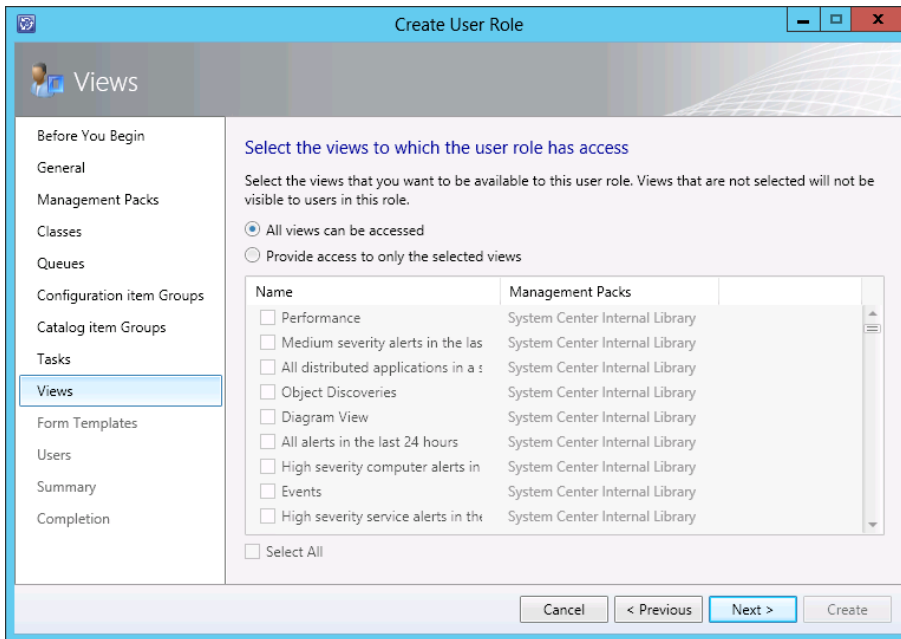 Create User Role
Views
Before You Begin
General
Management Packs
Classes
Queues
Configuration item Groups
Catalog item Groups
Tasks
Views
Form Templates
Users
Summary
Completion
Select the views to which the user role has access
Select the views that you want to be available to this user role. Views that are not selected will not be
visible to users in this role.
All views can be accessed
Provide access to only the selected views
Name Management Packs
Performance System Center Internal Library
Medium severity alerts in the las System Center Internal Library
All distributed applications in a s System Center Internal Library
Object Discoveries System Center Internal Library
Diagram View System Center Internal Library
All alerts in the last 24 hours System Center Internal Library
High severity computer alerts in System Center Internal Library
Events System Center Internal Library
High severity service alerts in the System Center Internal Library
Select All
Cancel < Previous Next > Create